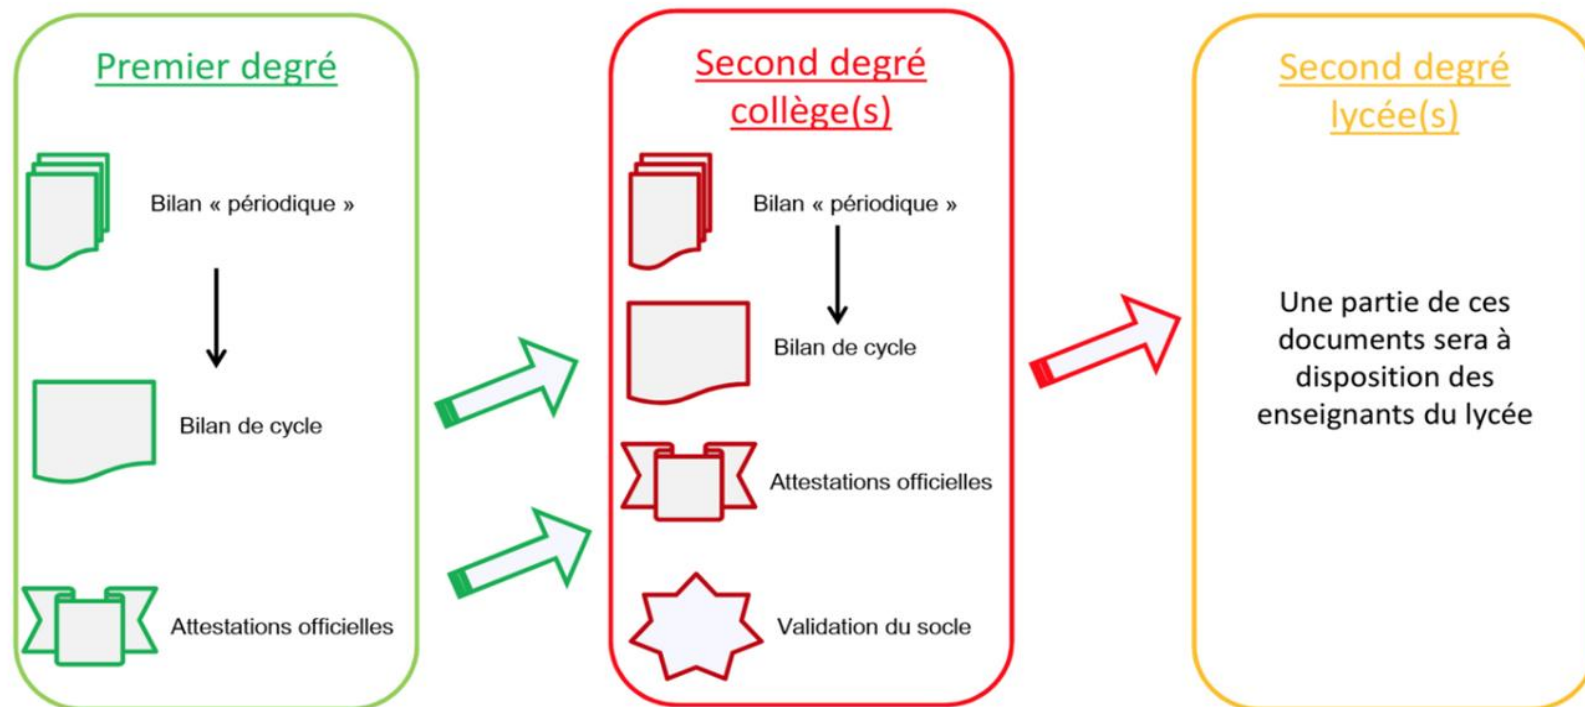 Premier degré
Bilan « périodique »
Bilan de cycle
Attestations officielles
Second degré
collège(s)
Bilan « périodique »
Bilan de cycle
Attestations officielles
Validation du socle
Second degré
lycée(s)
Une partie de ces
documents sera à
disposition des
enseignants du lycée